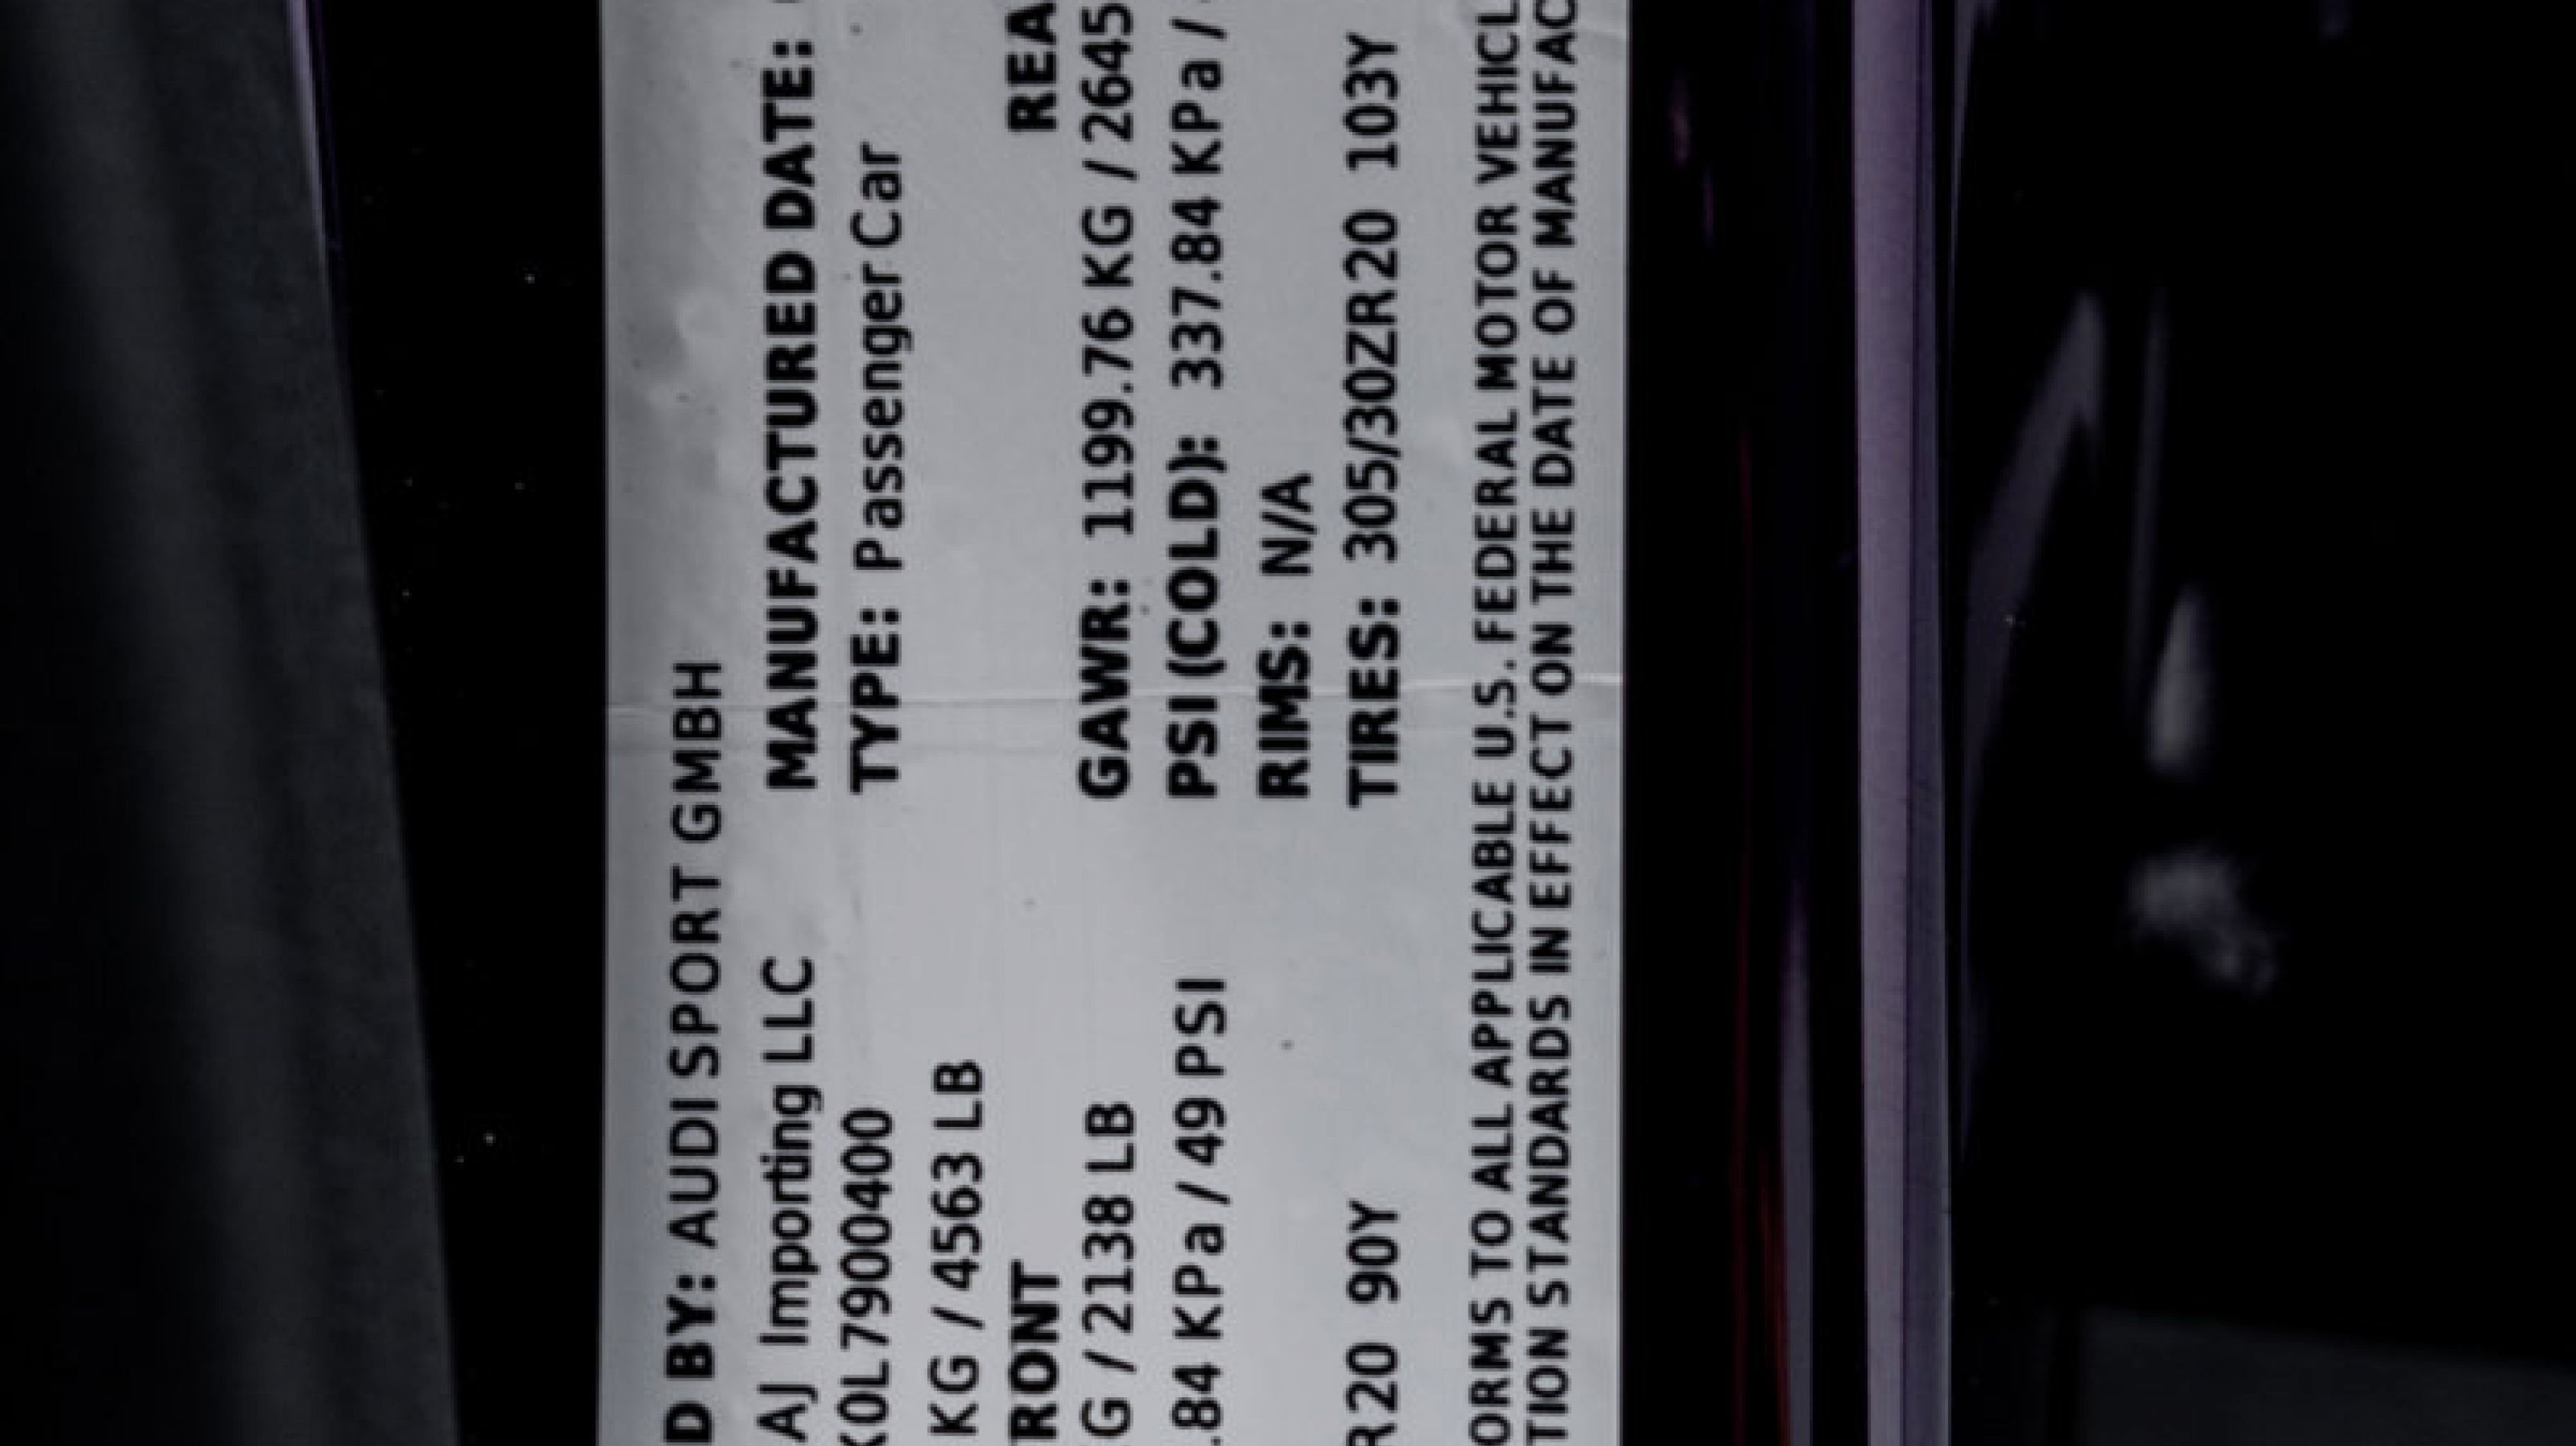 D BY: AUDI SPORT GMBH
AJ Importing LLC MANUFACTURED DATE:
X0L7900400 TYPE: Passenger Car
KG / 4563 LB
TRONT REA
G / 2138 LB GAWR: 1199.76 KG / 2645
.84 KPa / 49 PSI PSI (COLD): 337.84 KPa /
RIMS: N/A
R20 90Y TIRES: 305/30ZR20 103Y
ORMS TO ALL APPLICABLE U.S. FEDERAL MOTOR VEHICL
TION STANDARDS IN EFFECT ON THE DATE OF MANUFAC